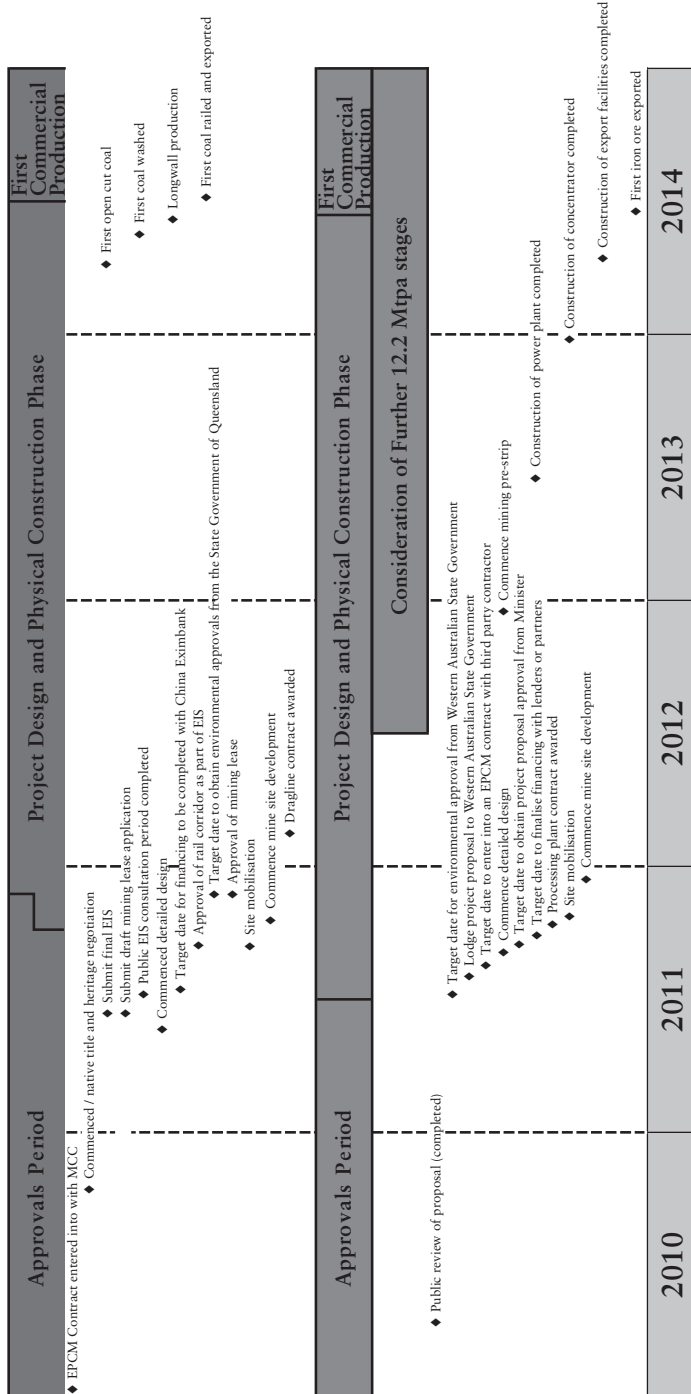 Approvals Period
Project Design and Physical Construction Phase
First
Commercial
Production
♦ EPCM Contract entered into with MCC
♦ Commenced / native title and heritage negotiation
♦ Submit final EIS
♦ Submit draft mining lease application
♦ Public EIS consultation period completed
♦ Commenced detailed design
♦ Target date for financing to be completed with China Eximbank
♦ Approval of rail corridor as part of EIS
♦ Target date to obtain environmental approvals from the State Government of Queensland
♦ Approval of mining lease
♦ Site mobilisation
♦ Commence mine site development
♦ Dragline contract awarded
♦ First open cut coal
♦ First coal washed
♦ Longwall production
♦ First coal railed and exported
Approvals Period
Project Design and Physical Construction Phase
First
Commercial
Production
Consideration of Further 12.2 Mtpa stages
♦ Public review of proposal (completed)
♦ Target date for environmental approval from Western Australian State Government
♦ Lodge project proposal to Western Australian State Government
♦ Target date to enter into an EPCM contract with third party contractor
♦ Commence detailed design
♦ Commence mining pre-strip
♦ Target date to obtain project proposal approval from Minister
♦ Target date to finalise financing with lenders or partners
♦ Construction of power plant completed
♦ Processing plant contract awarded
♦ Site mobilisation
♦ Construction of concentrator completed
♦ Commence mine site development
♦ Construction of export facilities completed
♦ First iron ore exported
2010
2011
2012
2013
2014